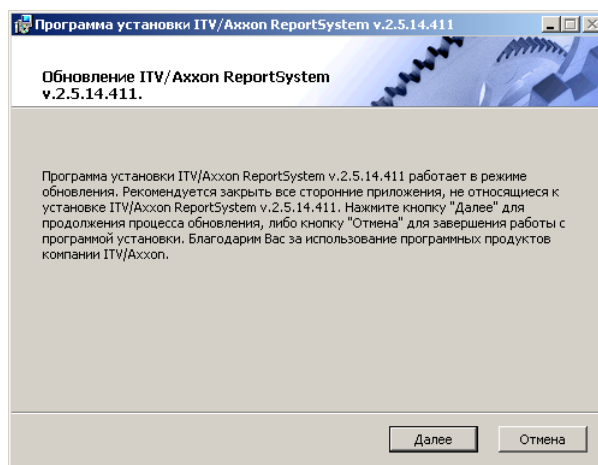 Программа установки ITV/Axxon ReportSystem v.2.5.14.411
Обновление ITV/Axxon ReportSystem
v.2.5.14.411.
Программа установки ITV/Axxon ReportSystem v.2.5.14.411 работает в режиме
обновления. Рекомендуется закрыть все сторонние приложения, не относящиеся к
установке ITV/Axxon ReportSystem v.2.5.14.411. Нажмите кнопку "Далее" для
продолжения процесса обновления, либо кнопку "Отмена" для завершения работы с
программой установки. Благодарим Вас за использование программных продуктов
компании ITV/Axxon.
Далее
Отмена